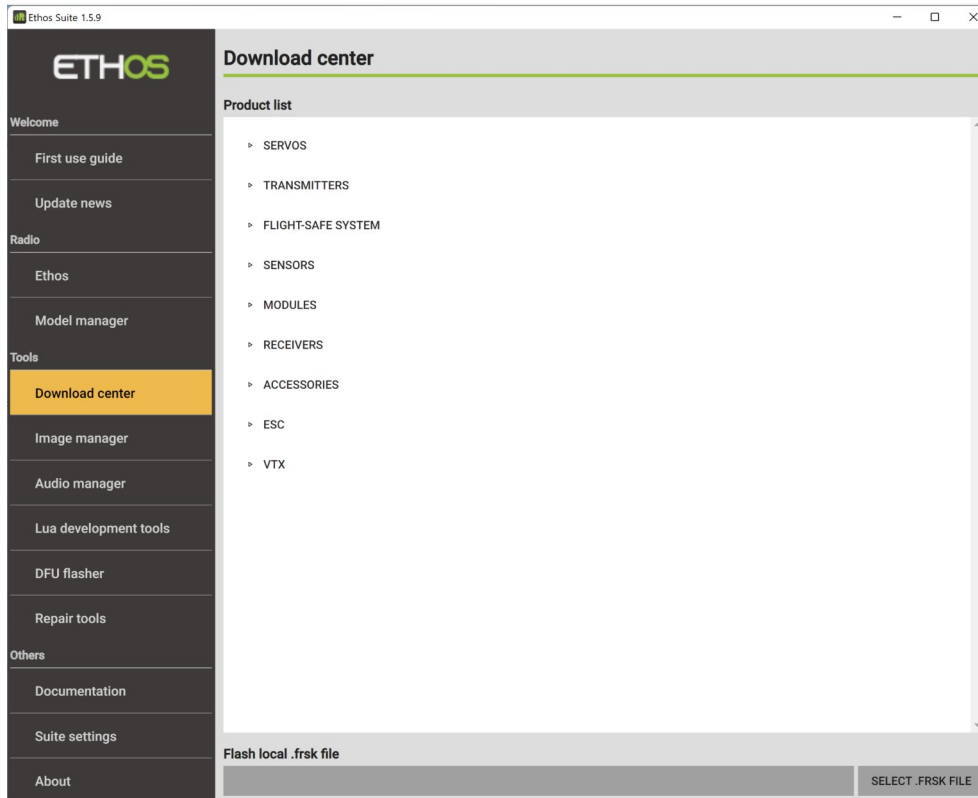 Ethos Suite 1.5.9
ETHOS
Welcome
First use guide
Update news
Radio
Ethos
Model manager
Tools
Download center
Image manager
Audio manager
Lua development tools
DFU flasher
Repair tools
Others
Documentation
Suite settings
About
Download center
Product list
SERVOS
TRANSMITTERS
FLIGHT-SAFE SYSTEM
SENSORS
MODULES
RECEIVERS
ACCESSORIES
ESC
VTX
Flash local .frsk file
SELECT .FRSK FILE